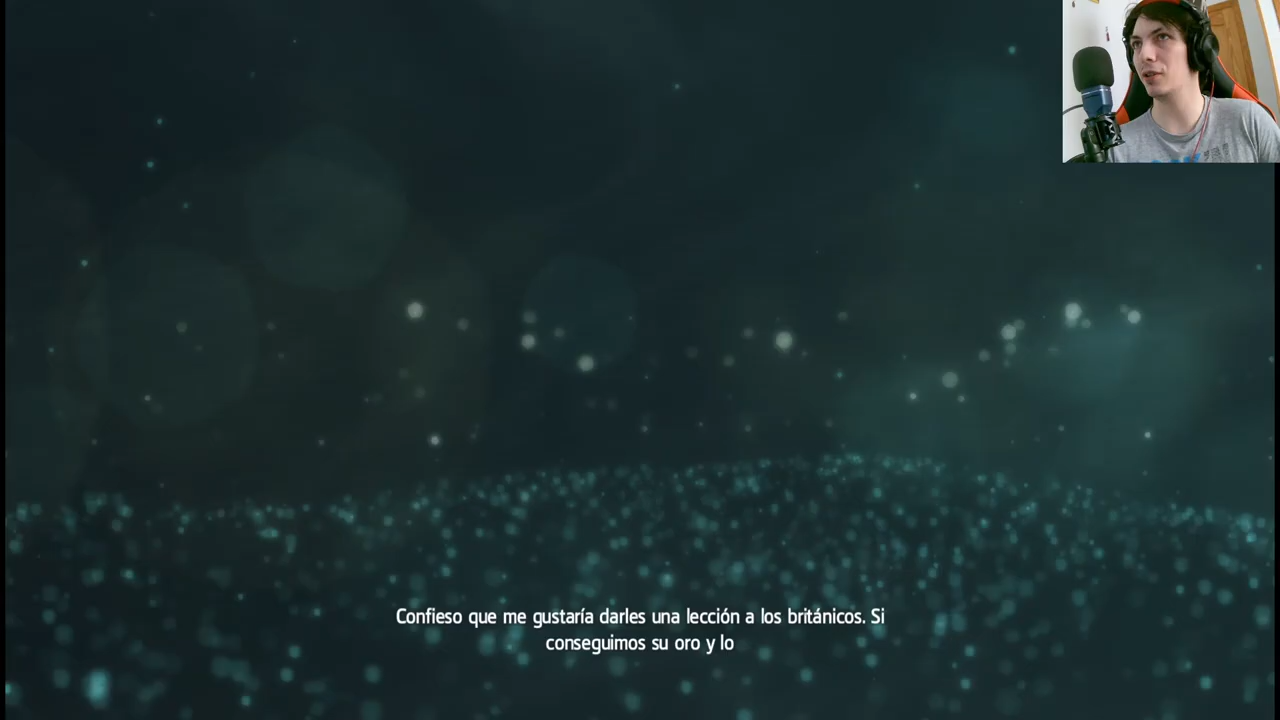 Confieso que me gustaría darles una lección a los británicos. Si
conseguimos su oro y lo